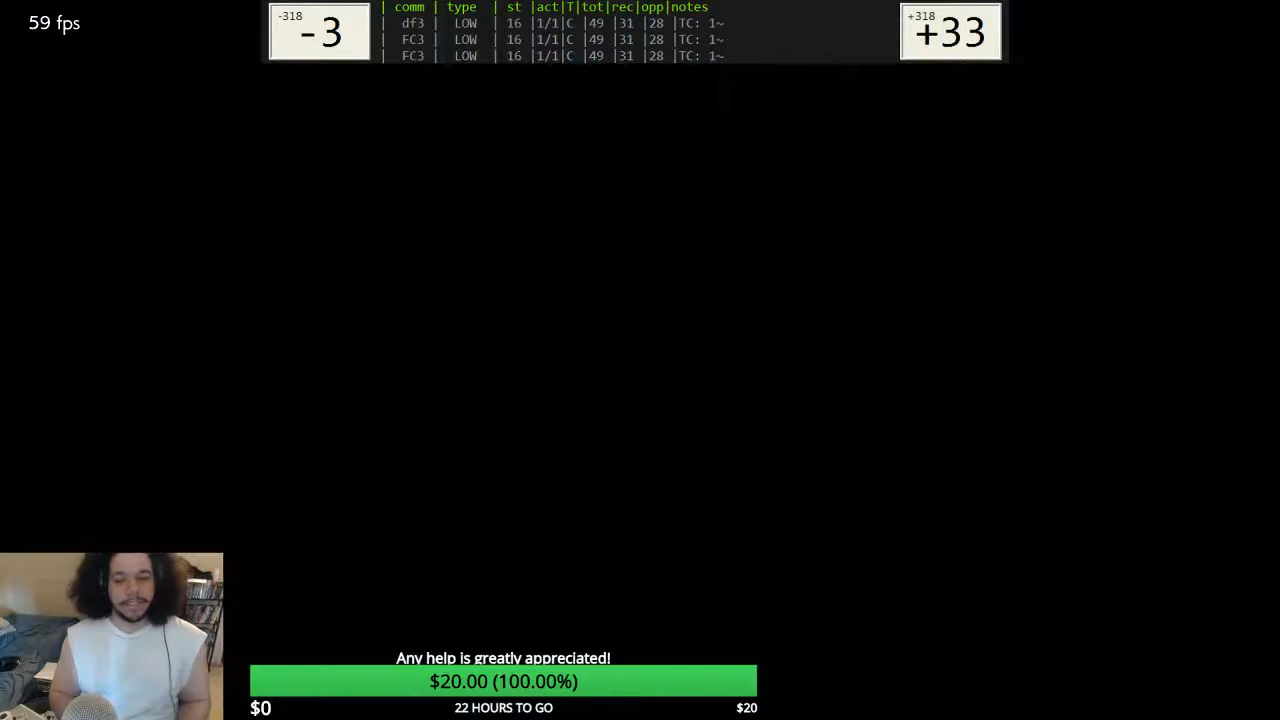 59 fps
-318
-3
| comm | type | st |act|T|tot|rec|opp|notes
| df3 | LOW | 16 |1/1|C |49 |31 |28 |TC: 1~
| FC3 | LOW | 16 |1/1|C |49 |31 |28 |TC: 1~
| FC3 | LOW | 16 |1/1|C |49 |31 |28 |TC: 1~
+318
+33
Any help is greatly appreciated!
$20.00 (100.00%)
$0 22 HOURS TO GO $20